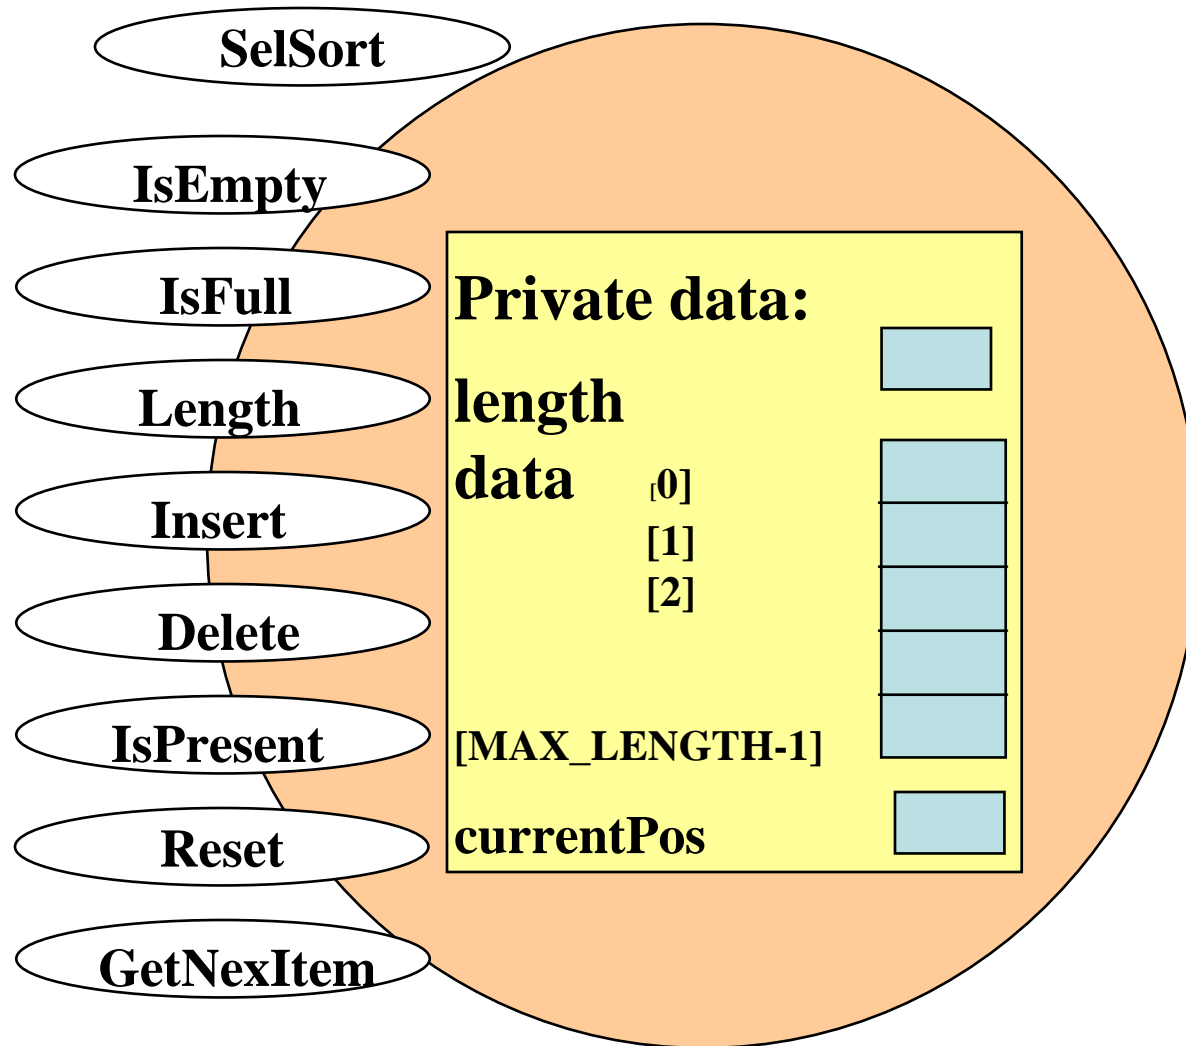 SelSort
IsEmpty
IsFull
Length
Insert
Delete
IsPresent
Reset
GetNexItem
Private data:
length
data [0]
[1]
[2]
[MAX_LENGTH-1]
currentPos